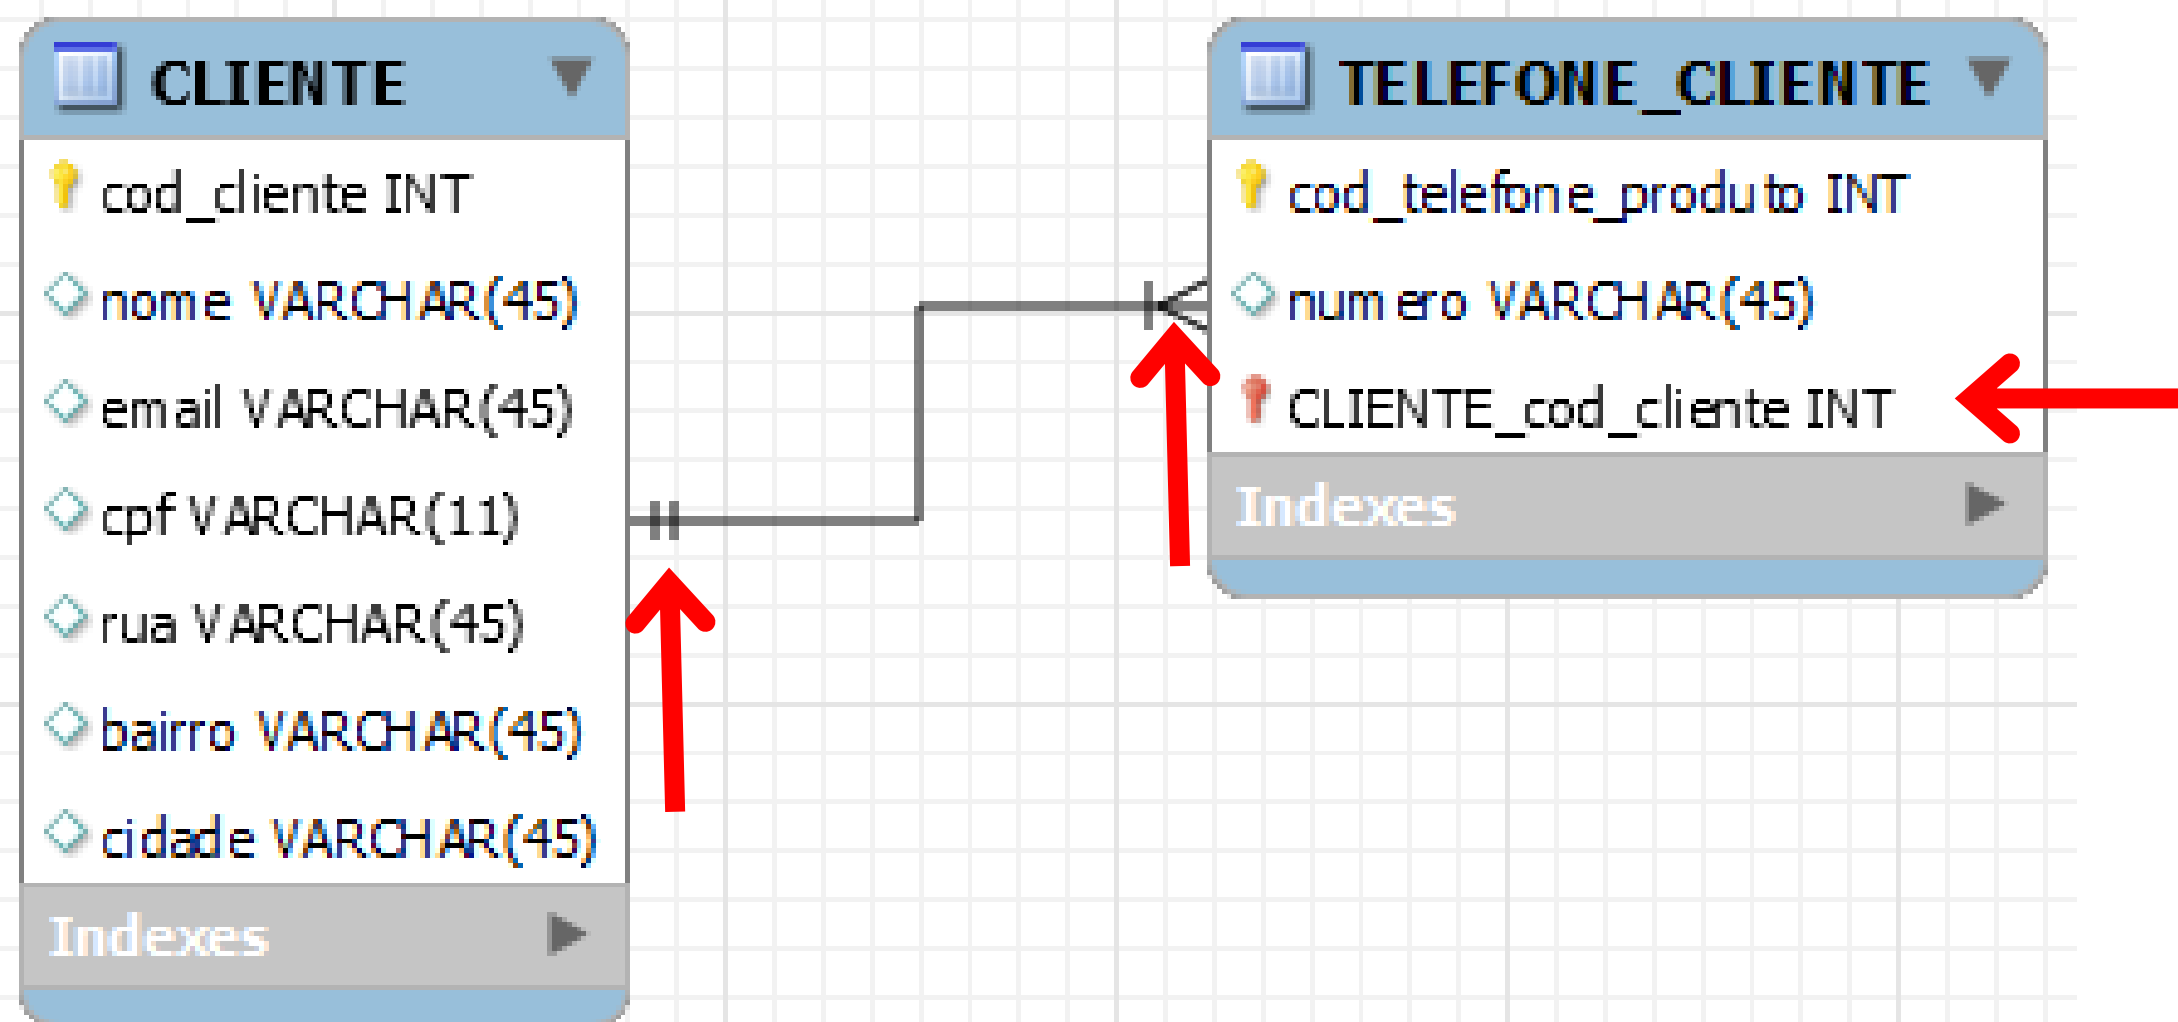 CLIENTE
cod_cliente INT
nome VARCHAR(45)
email VARCHAR(45)
cpf VARCHAR(11)
rua VARCHAR(45)
bairro VARCHAR(45)
cidade VARCHAR(45)
Indexes
TELEFONE_CLIENTE
cod_telefone_produto INT
numero VARCHAR(45)
CLIENTE_cod_cliente INT
Indexes